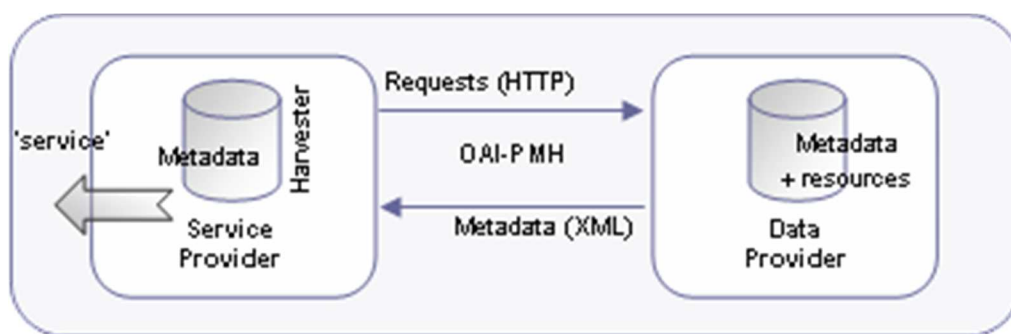 'service'
Metadata
Harvester
Service
Provider
Requests (HTTP)
OAI-PMH
Metadata (XML)
Metadata
+ resources
Data
Provider